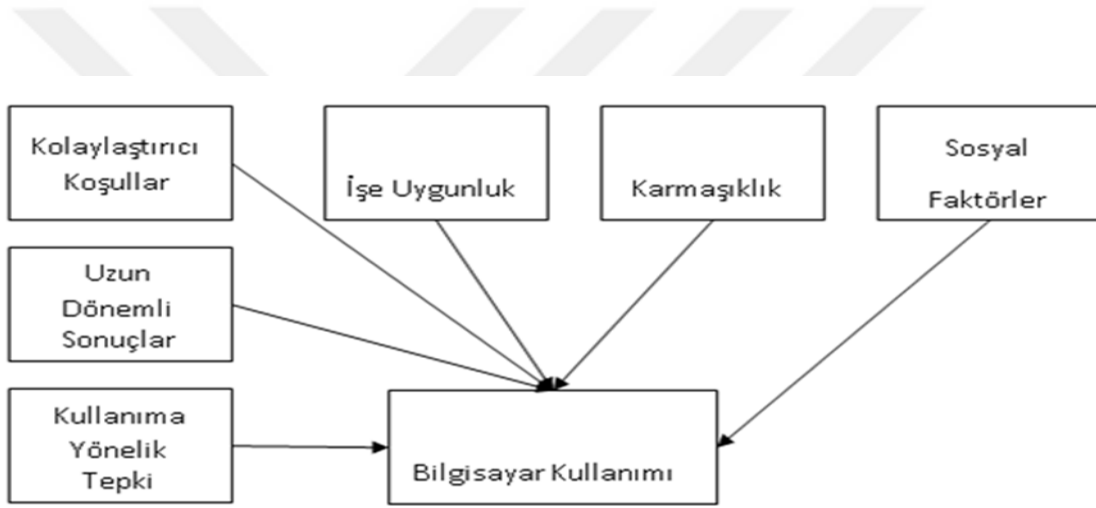 Kolaylaştırıcı
Koşullar
İşe Uygunluk
Karmaşıklık
Sosyal
Faktörler
Uzun
Dönemli
Sonuçlar
Kullanıma
Yönelik
Tepki
Bilgisayar Kullanımı